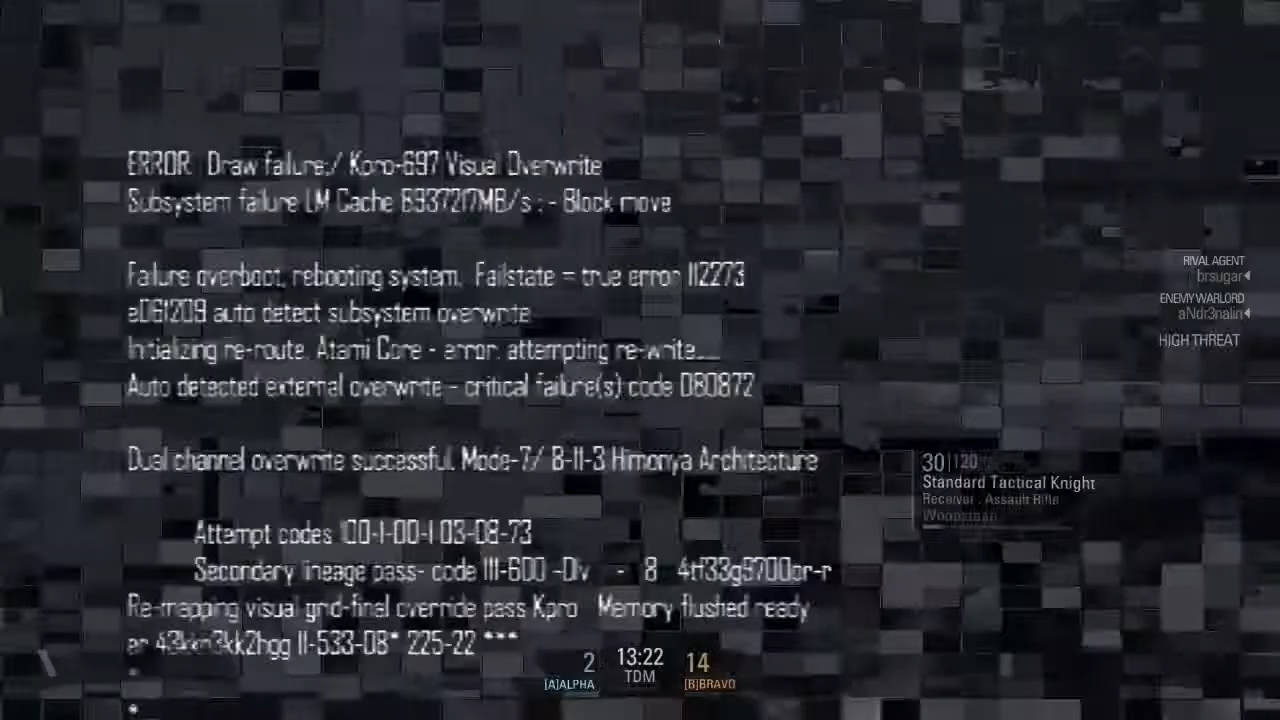 ERROR Draw failure:/ Kpro-697 Visual Overwrite
Subsystem failure LM Cache 6937217MB/s : - Block move
Failure overboot, rebooting system. Failstate = true error 112273
a061209 auto detect subsystem overwrite
Initializing re-route. Atami Core - error. attempting re-write....
Auto detected external overwrite - critical failure(s) code 080872
Dual channel overwrite successful. Mode-7/ 8-11-3 Himonya Architecture
Attempt codes 100-1-00-1 03-08-73
Secondary lineage pass- code 111-600 -Div - 8
Re-mapping visual grid-final override pass Kpro Memory flushed ready
11-533-08* 225-22 ***
RIVAL AGENT
brsugar
ENEMY WARLORD
aNdr3nalin
HIGH THREAT
30|120
Standard Tactical Knight
Receiver : Assault Rifle
2 13:22 14
[A]ALPHA TDM [B]BRAVO